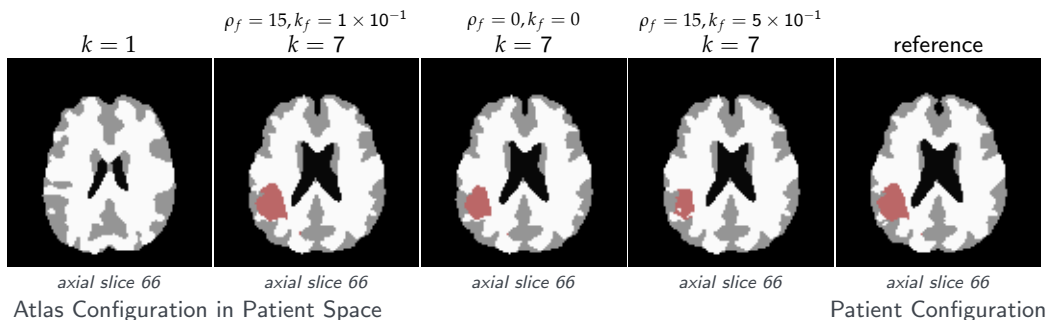 ρ_f = 15, k_f = 1 × 10⁻¹
ρ_f = 0, k_f = 0
ρ_f = 15, k_f = 5 × 10⁻¹
k = 1
k = 7
k = 7
k = 7
reference
axial slice 66
axial slice 66
axial slice 66
axial slice 66
axial slice 66
Atlas Configuration in Patient Space
Patient Configuration